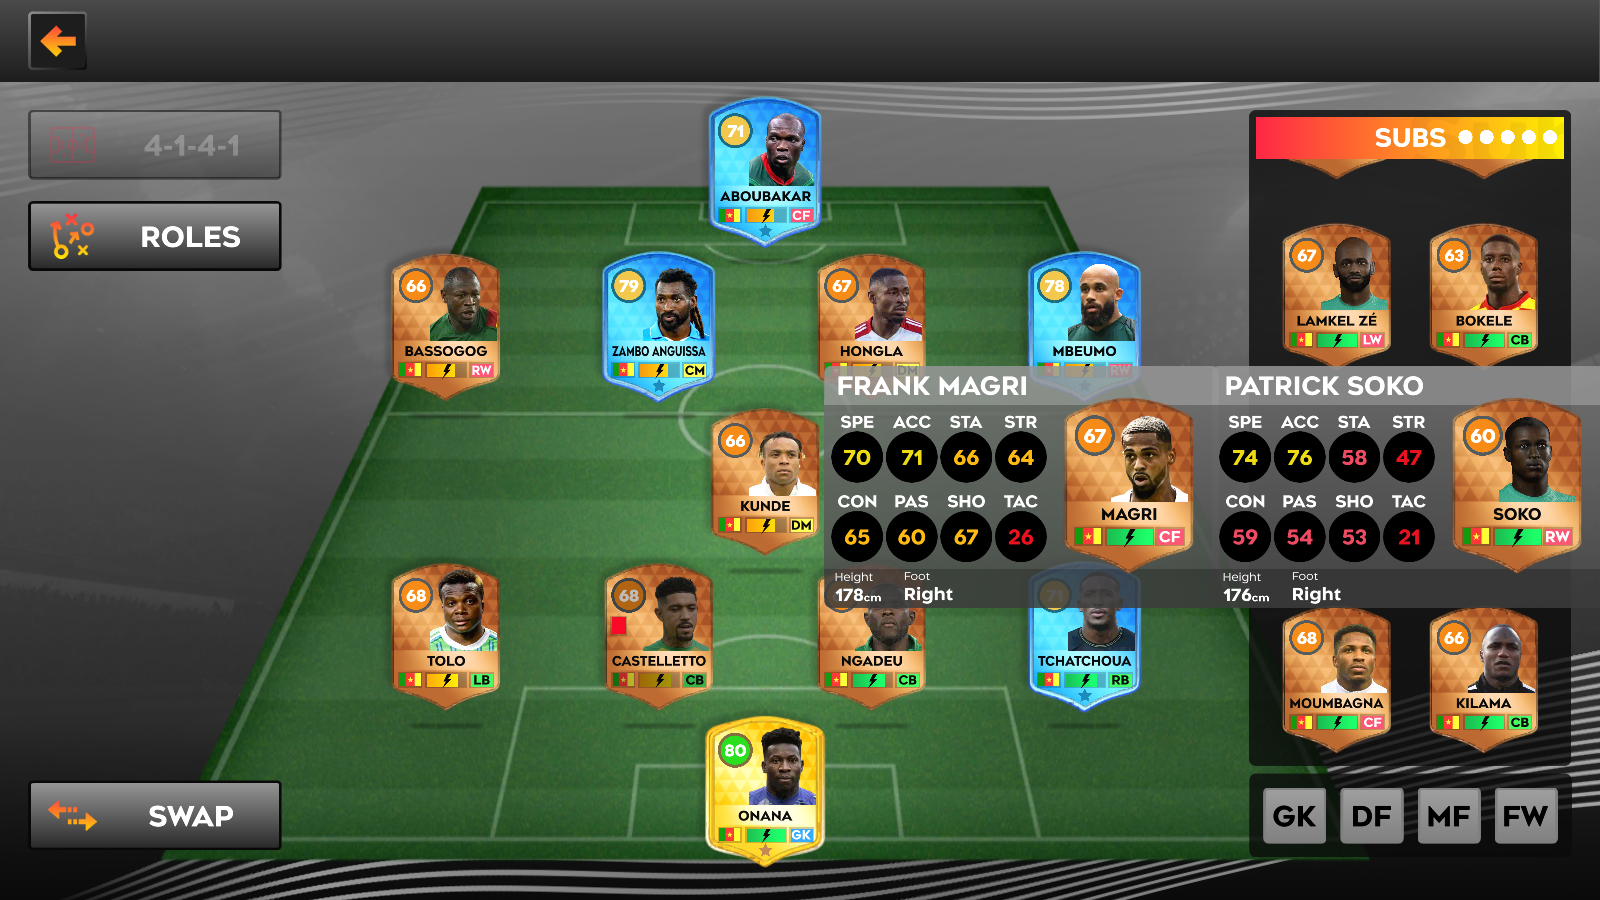 4-1-4-1
ROLES
SWAP
71
ABOUBAKAR
CF
66
BASSOGOG
RW
79
ZAMBO ANGUISSA
CM
67
HONGLA
DM
78
MBEUMO
RW
66
KUNDE
DM
68
TOLO
LB
68
CASTELLETTO
CB
NGADEU
CB
71
TCHATCHOUA
RB
80
ONANA
GK
SUBS
67
LAMKEL ZÉ
LW
63
BOKELE
CB
FRANK MAGRI
SPE ACC STA STR
70 71 66 64
CON PAS SHO TAC
65 60 67 26
Height Foot
178cm Right
67
MAGRI
CF
PATRICK SOKO
SPE ACC STA STR
74 76 58 47
CON PAS SHO TAC
59 54 53 21
Height Foot
176cm Right
60
SOKO
RW
68
MOUMBAGNA
CF
66
KILAMA
CB
GK DF MF FW